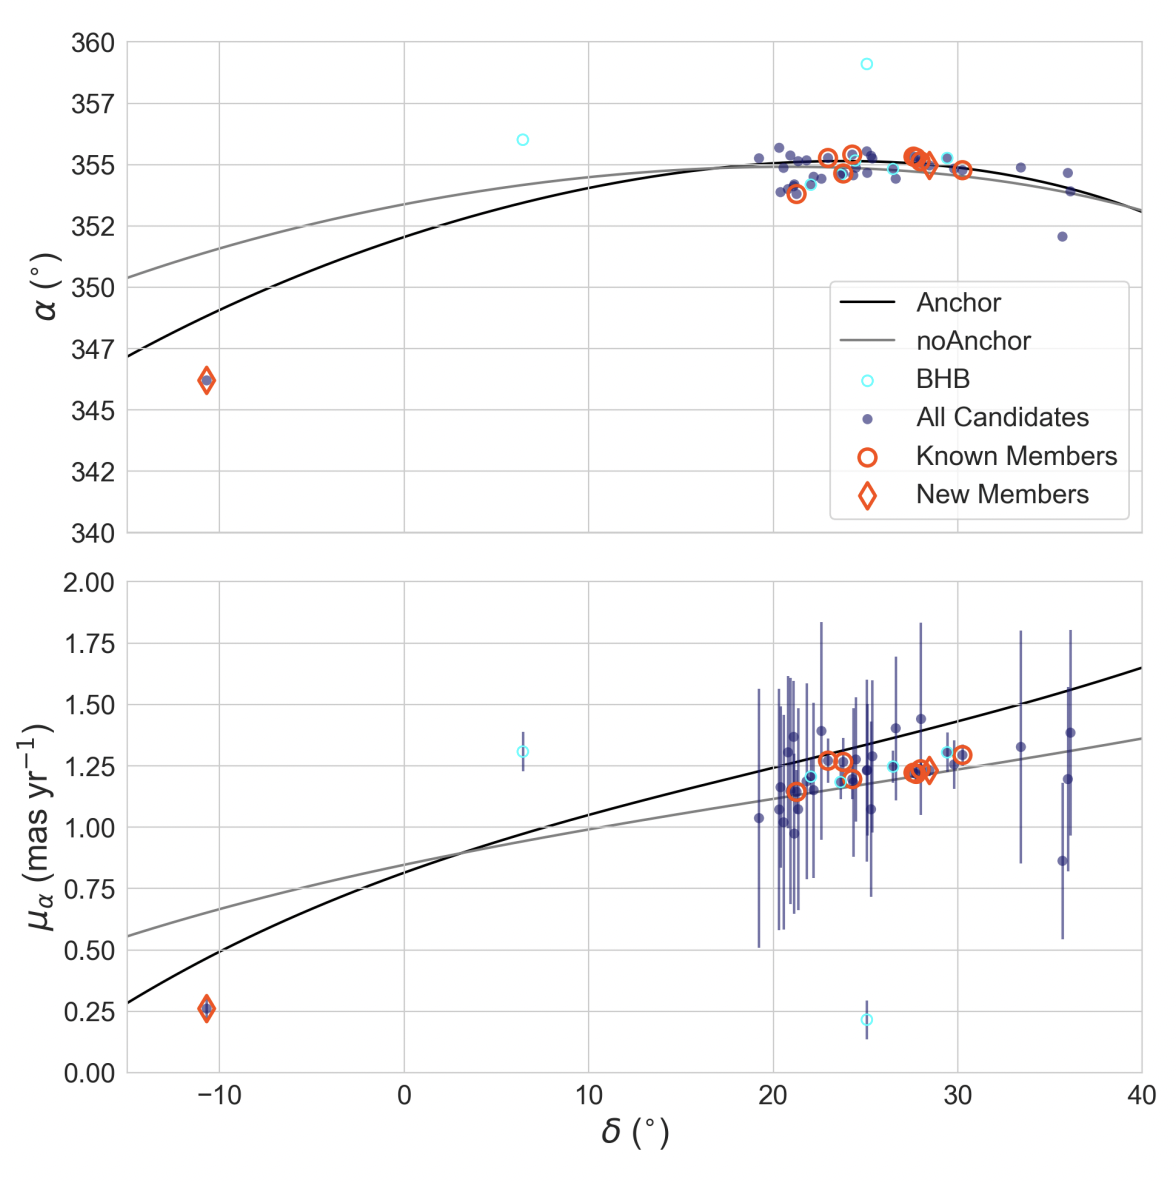 360
357
355
352
350
347
345
342
340
α (°)
Anchor
noAnchor
BHB
All Candidates
Known Members
New Members
2.00
1.75
1.50
1.25
1.00
0.75
0.50
0.25
0.00
μα (mas yr−1)
−10 0 10 20 30 40
δ (°)